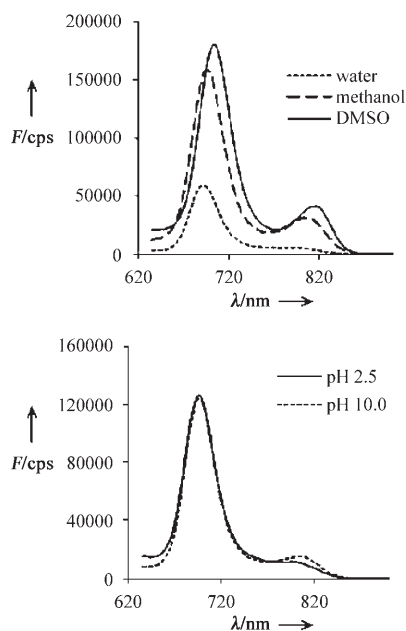 200000
150000
100000
50000
0
F/cps
water
methanol
DMSO
620 720 820
λ/nm
160000
120000
80000
40000
0
F/cps
pH 2.5
pH 10.0
620 720 820
λ/nm